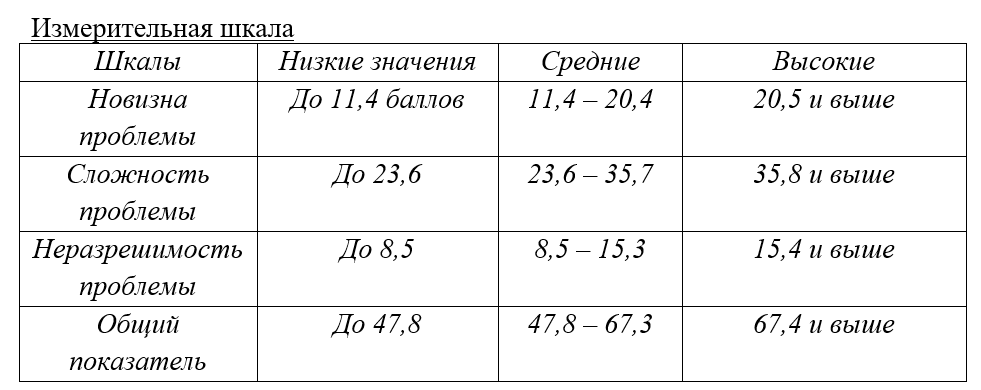 Измерительная шкала
Шкалы Низкие значения Средние Высокие
Новизна До 11,4 баллов 11,4 – 20,4 20,5 и выше
проблемы
Сложность До 23,6 23,6 – 35,7 35,8 и выше
проблемы
Неразрешимость До 8,5 8,5 – 15,3 15,4 и выше
проблемы
Общий До 47,8 47,8 – 67,3 67,4 и выше
показатель